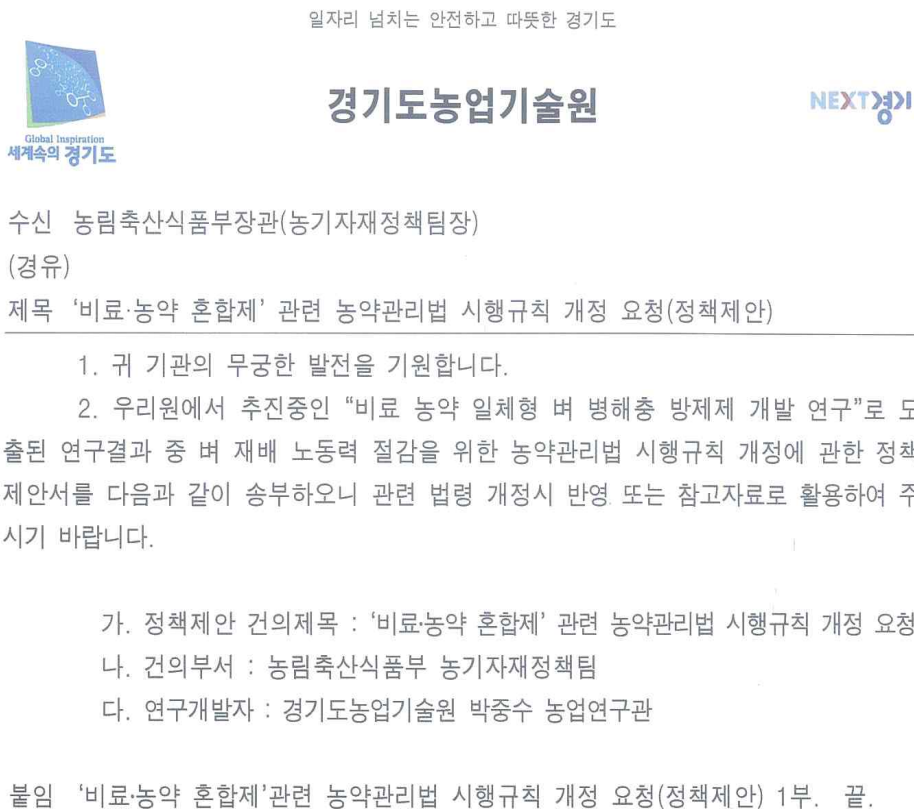 일자리 넘치는 안전하고 따뜻한 경기도
경기도농업기술원
NEXT경기
Global Inspiration
세계속의 경기도
수신 농림축산식품부장관(농기자재정책팀장)
(경유)
제목 '비료·농약 혼합제' 관련 농약관리법 시행규칙 개정 요청(정책제안)
1. 귀 기관의 무궁한 발전을 기원합니다.
2. 우리원에서 추진중인 “비료 농약 일체형 벼 병해충 방제제 개발 연구”로 도
출된 연구결과 중 벼 재배 노동력 절감을 위한 농약관리법 시행규칙 개정에 관한 정책
제안서를 다음과 같이 송부하오니 관련 법령 개정시 반영 또는 참고자료로 활용하여 주
시기 바랍니다.
가. 정책제안 건의제목 : '비료·농약 혼합제' 관련 농약관리법 시행규칙 개정 요청
나. 건의부서 : 농림축산식품부 농기자재정책팀
다. 연구개발자 : 경기도농업기술원 박중수 농업연구관
붙임 '비료·농약 혼합제'관련 농약관리법 시행규칙 개정 요청(정책제안) 1부. 끝.